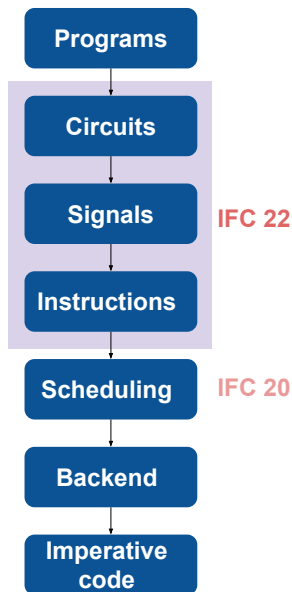 Programs
Circuits
Signals
IFC 22
Instructions
Scheduling
IFC 20
Backend
Imperative
code